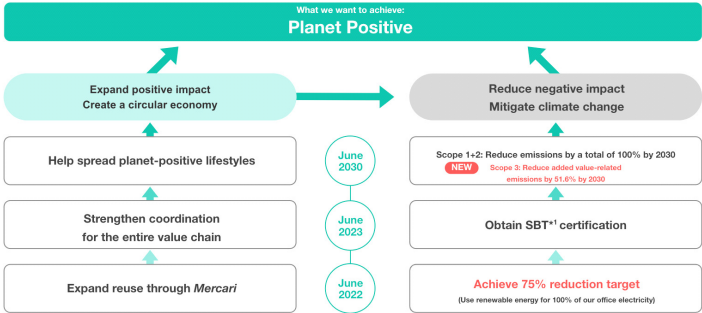 What we want to achieve:
Planet Positive
Expand positive impact
Create a circular economy
Reduce negative impact
Mitigate climate change
Help spread planet-positive lifestyles
June
2030
Scope 1+2: Reduce emissions by a total of 100% by 2030
NEW Scope 3: Reduce added value-related
emissions by 51.6% by 2030
Strengthen coordination
for the entire value chain
June
2023
Obtain SBT*1 certification
Expand reuse through Mercari
June
2022
Achieve 75% reduction target
(Use renewable energy for 100% of our office electricity)